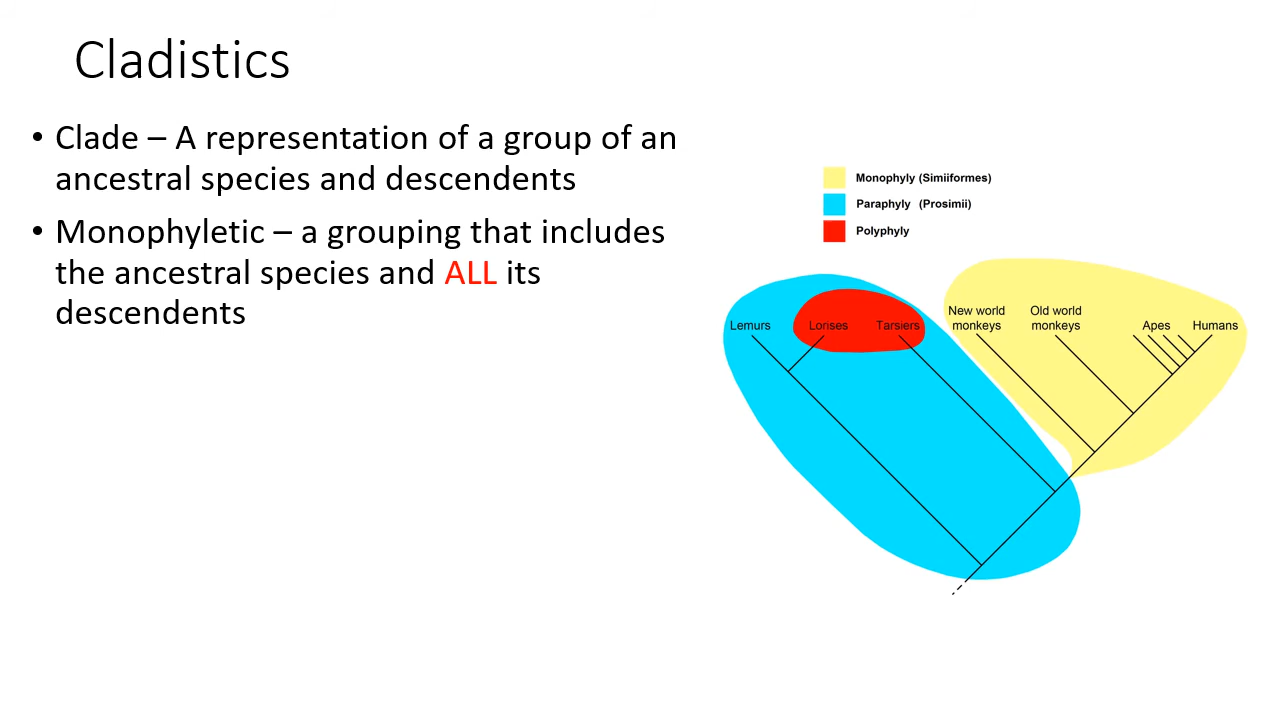 Cladistics
• Clade – A representation of a group of an
ancestral species and descendents
• Monophyletic – a grouping that includes
the ancestral species and ALL its
descendents
Monophyly (Simiiformes)
Paraphyly (Prosimii)
Polyphyly
Lemurs
Lorises
Tarsiers
New world
monkeys
Old world
monkeys
Apes
Humans